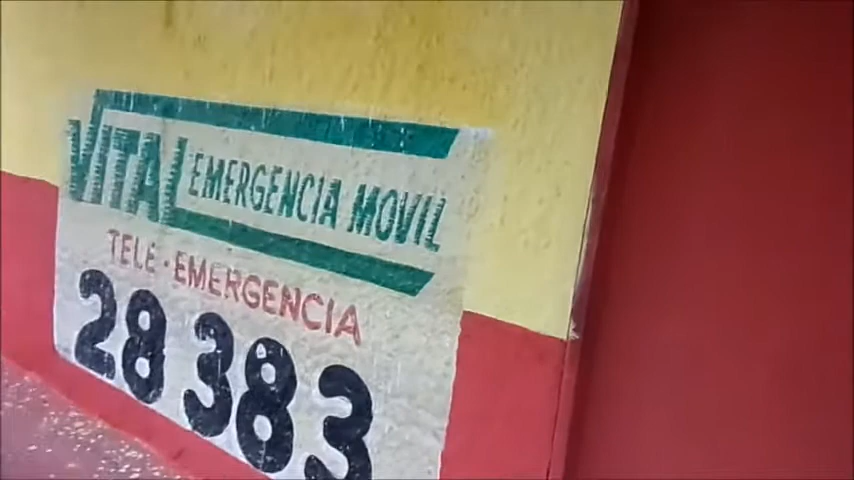 VITAL EMERGENCIA MOVIL
TELE-EMERGENCIA
28 383